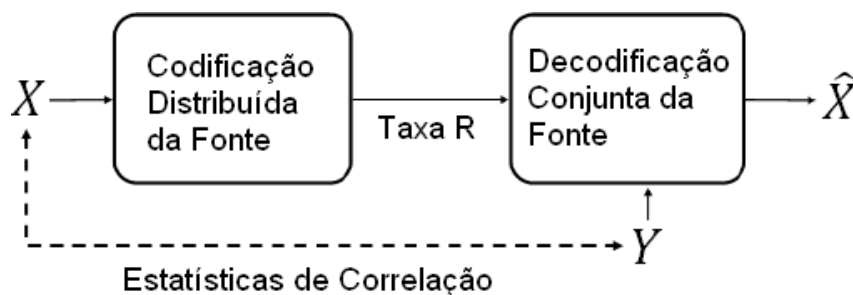 X
Codificação
Distribuída
da Fonte
Taxa R
Decodificação
Conjunta da
Fonte
X̂
Y
Estatísticas de Correlação